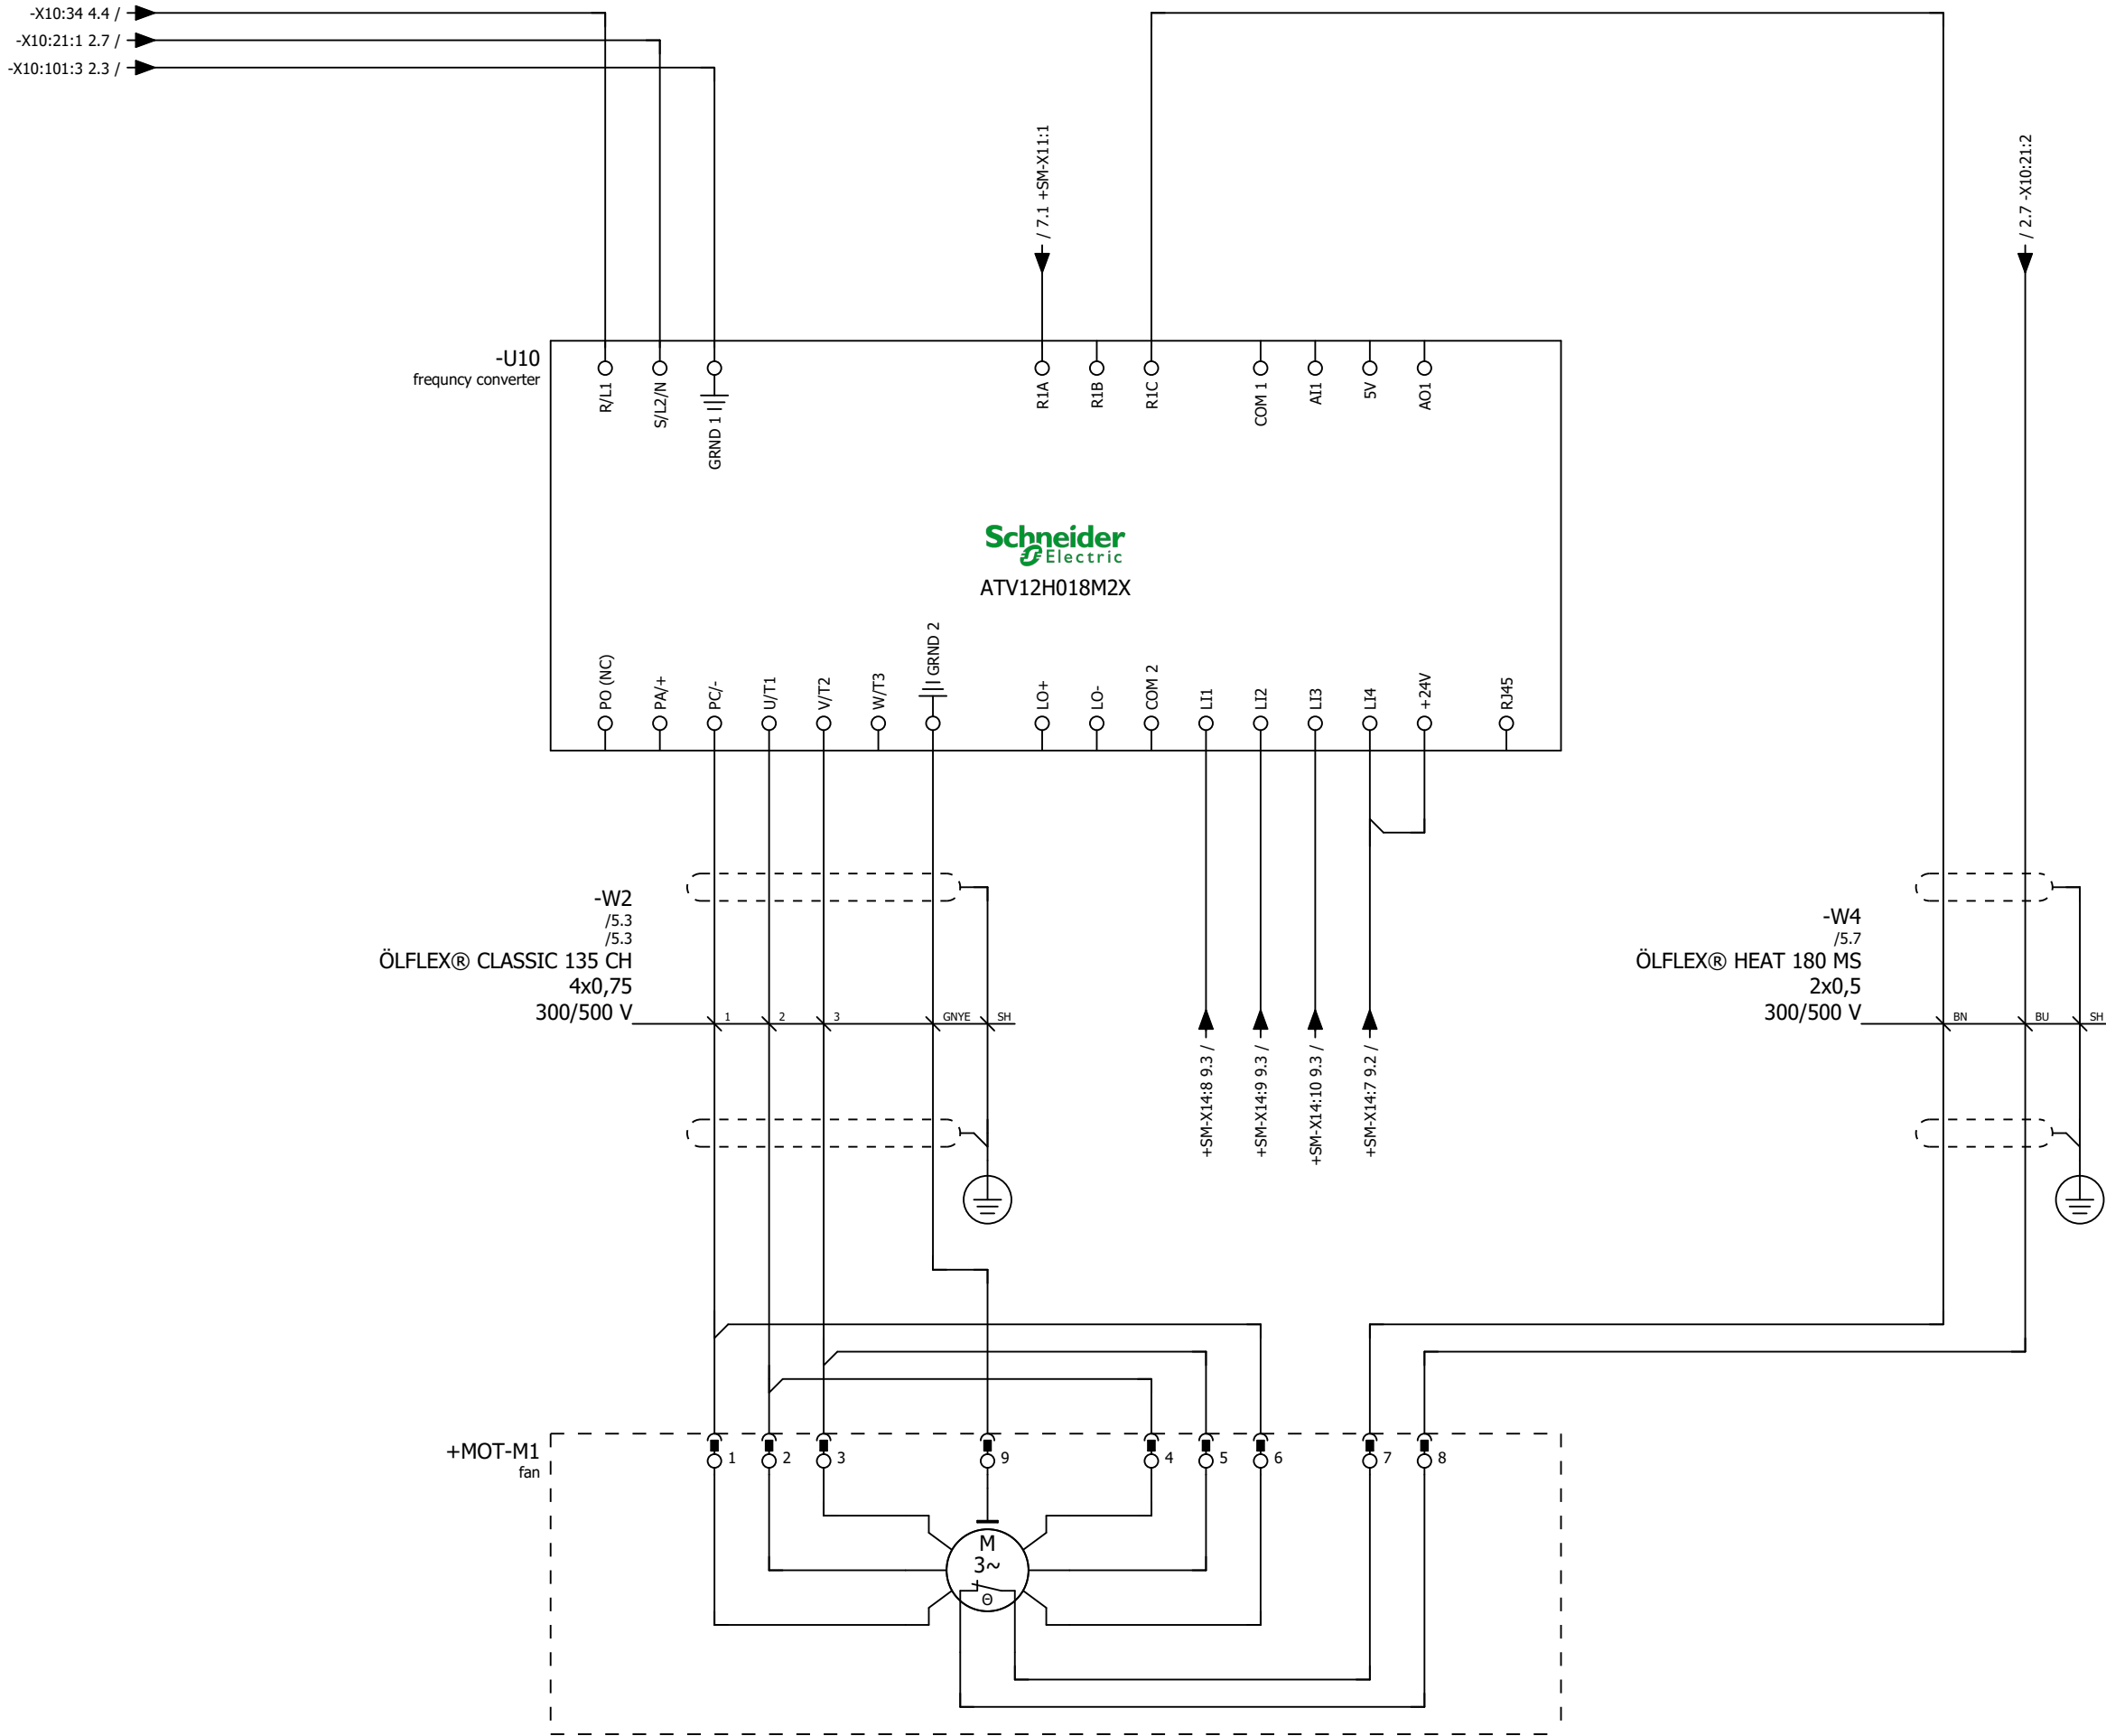 -X10:34 4.4 /
-X10:21:1 2.7 /
-X10:101:3 2.3 /
/ 7.1 +SM-X11:1
/ 2.7 -X10:21:2
-U10
frequncy converter
R/L1
S/L2/N
GRND 1
R1A
R1B
R1C
COM 1
AI1
5V
AO1
Schneider
Electric
ATV12H018M2X
PO (NC)
PA/+
PC/-
U/T1
V/T2
W/T3
GRND 2
LO+
LO-
COM 2
LI1
LI2
LI3
LI4
+24V
RJ45
-W2
/5.3
/5.3
ÖLFLEX® CLASSIC 135 CH
4x0,75
300/500 V
1
2
3
GNYE
SH
+SM-X14:8 9.3 /
+SM-X14:9 9.3 /
+SM-X14:10 9.3 /
+SM-X14:7 9.2 /
-W4
/5.7
ÖLFLEX® HEAT 180 MS
2x0,5
300/500 V
BN
BU
SH
+MOT-M1
fan
1
2
3
9
4
5
6
7
8
M
3~
Θ